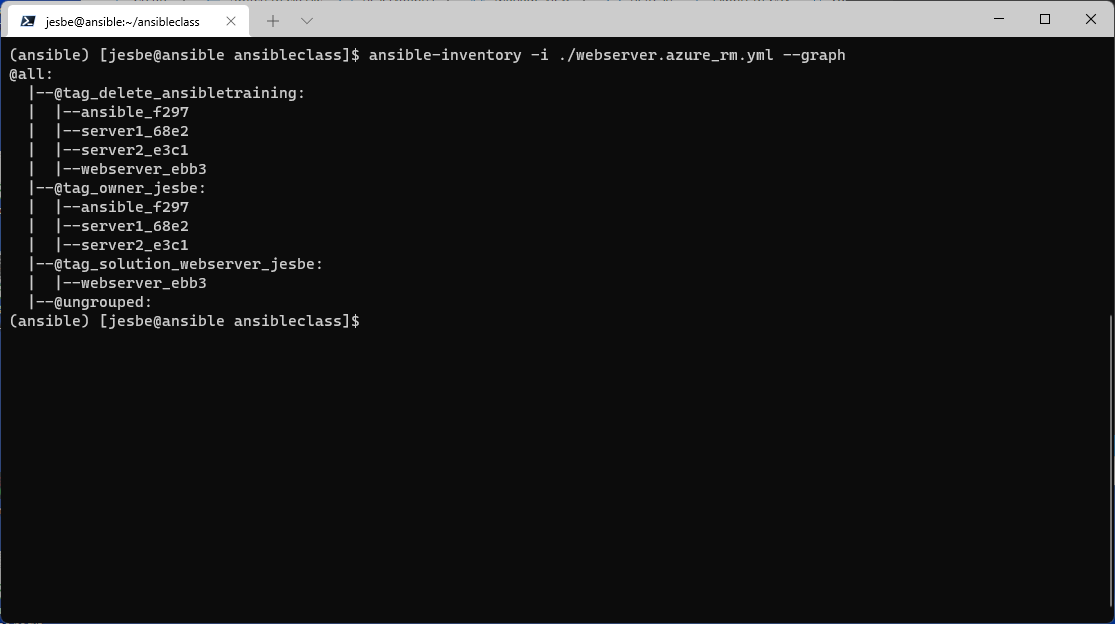 jesbe@ansible:~/ansibleclass
(ansible) [jesbe@ansible ansibleclass]$ ansible-inventory -i ./webserver.azure_rm.yml --graph
@all:
  |--@tag_delete_ansibletraining:
  |  |--ansible_f297
  |  |--server1_68e2
  |  |--server2_e3c1
  |  |--webserver_ebb3
  |--@tag_owner_jesbe:
  |  |--ansible_f297
  |  |--server1_68e2
  |  |--server2_e3c1
  |--@tag_solution_webserver_jesbe:
  |  |--webserver_ebb3
  |--@ungrouped:
(ansible) [jesbe@ansible ansibleclass]$